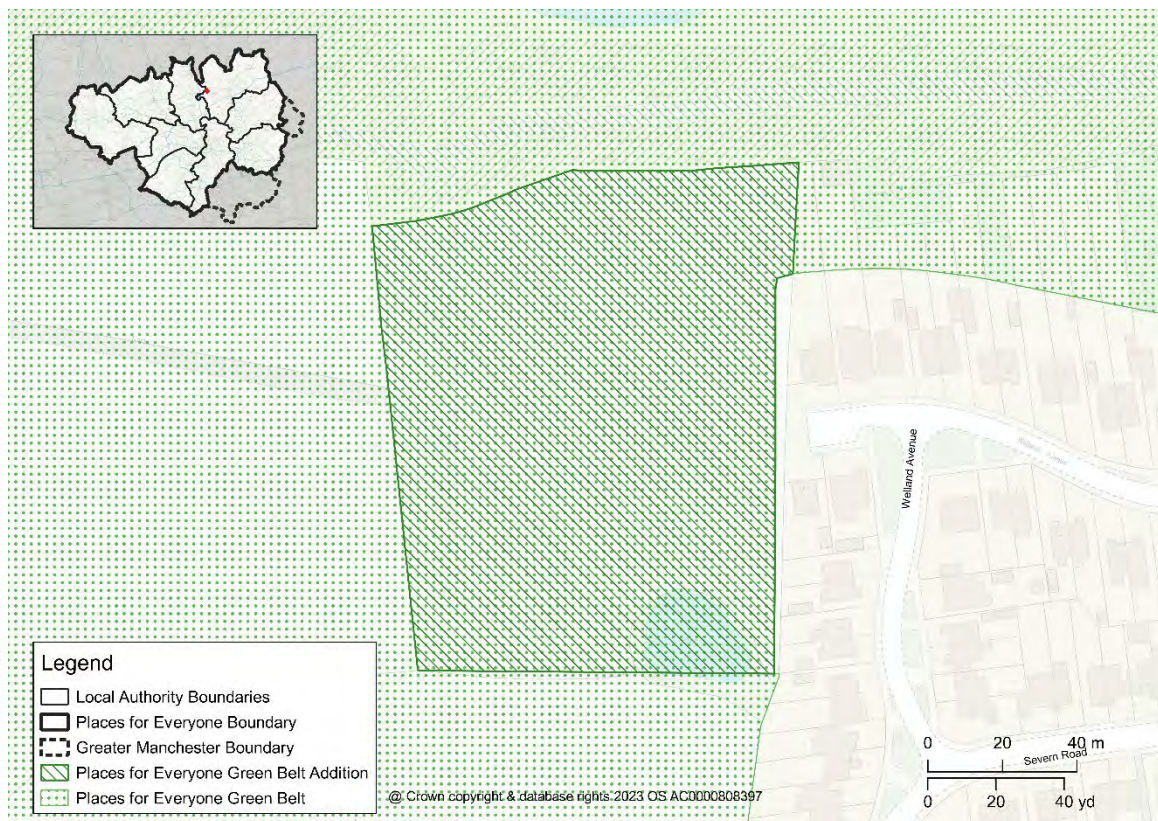 Welland Avenue
Severn Road
Legend
Local Authority Boundaries
Places for Everyone Boundary
Greater Manchester Boundary
Places for Everyone Green Belt Addition
Places for Everyone Green Belt
@ Crown copyright & database rights 2023 OS AC0000808397
0 20 40 m
0 20 40 yd